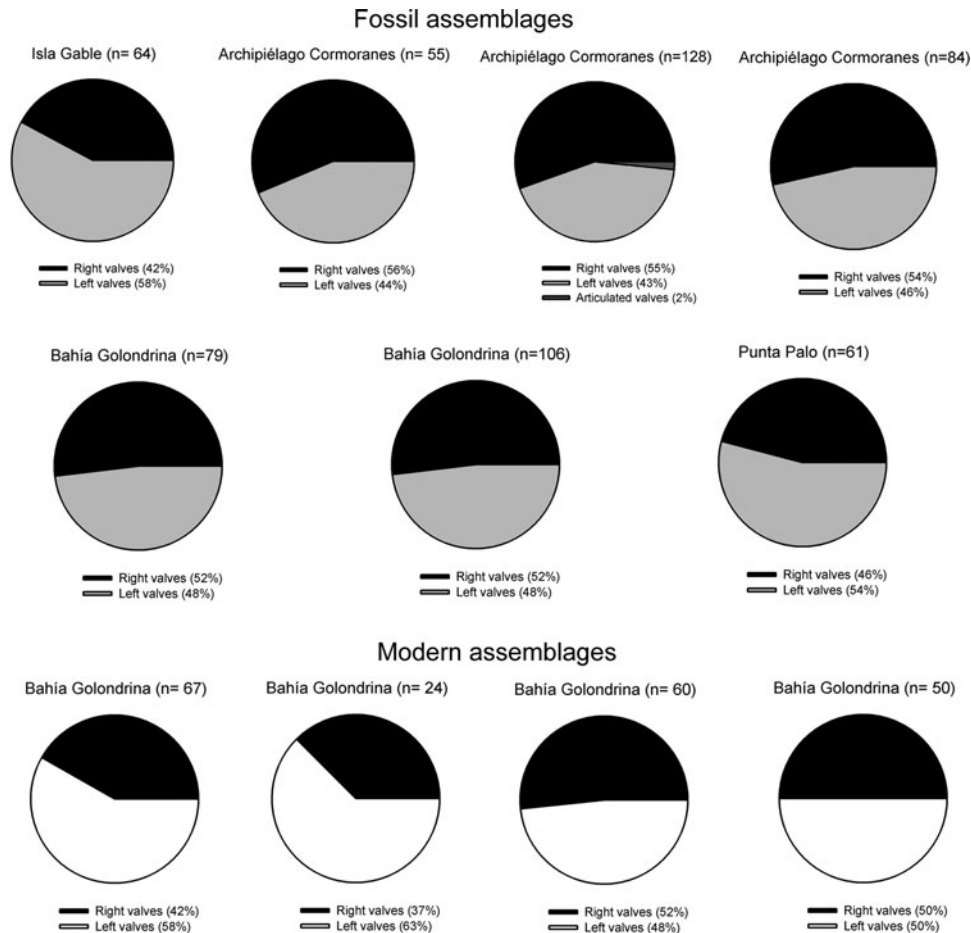 Fossil assemblages
Isla Gable (n= 64)
Right valves (42%)
Left valves (58%)
Archipiélago Cormoranes (n= 55)
Right valves (56%)
Left valves (44%)
Archipiélago Cormoranes (n=128)
Right valves (55%)
Left valves (43%)
Articulated valves (2%)
Archipiélago Cormoranes (n=84)
Right valves (54%)
Left valves (46%)
Bahía Golondrina (n=79)
Right valves (52%)
Left valves (48%)
Bahía Golondrina (n=106)
Right valves (52%)
Left valves (48%)
Punta Palo (n=61)
Right valves (46%)
Left valves (54%)
Modern assemblages
Bahía Golondrina (n= 67)
Right valves (42%)
Left valves (58%)
Bahía Golondrina (n= 24)
Right valves (37%)
Left valves (63%)
Bahía Golondrina (n= 60)
Right valves (52%)
Left valves (48%)
Bahía Golondrina (n= 50)
Right valves (50%)
Left valves (50%)